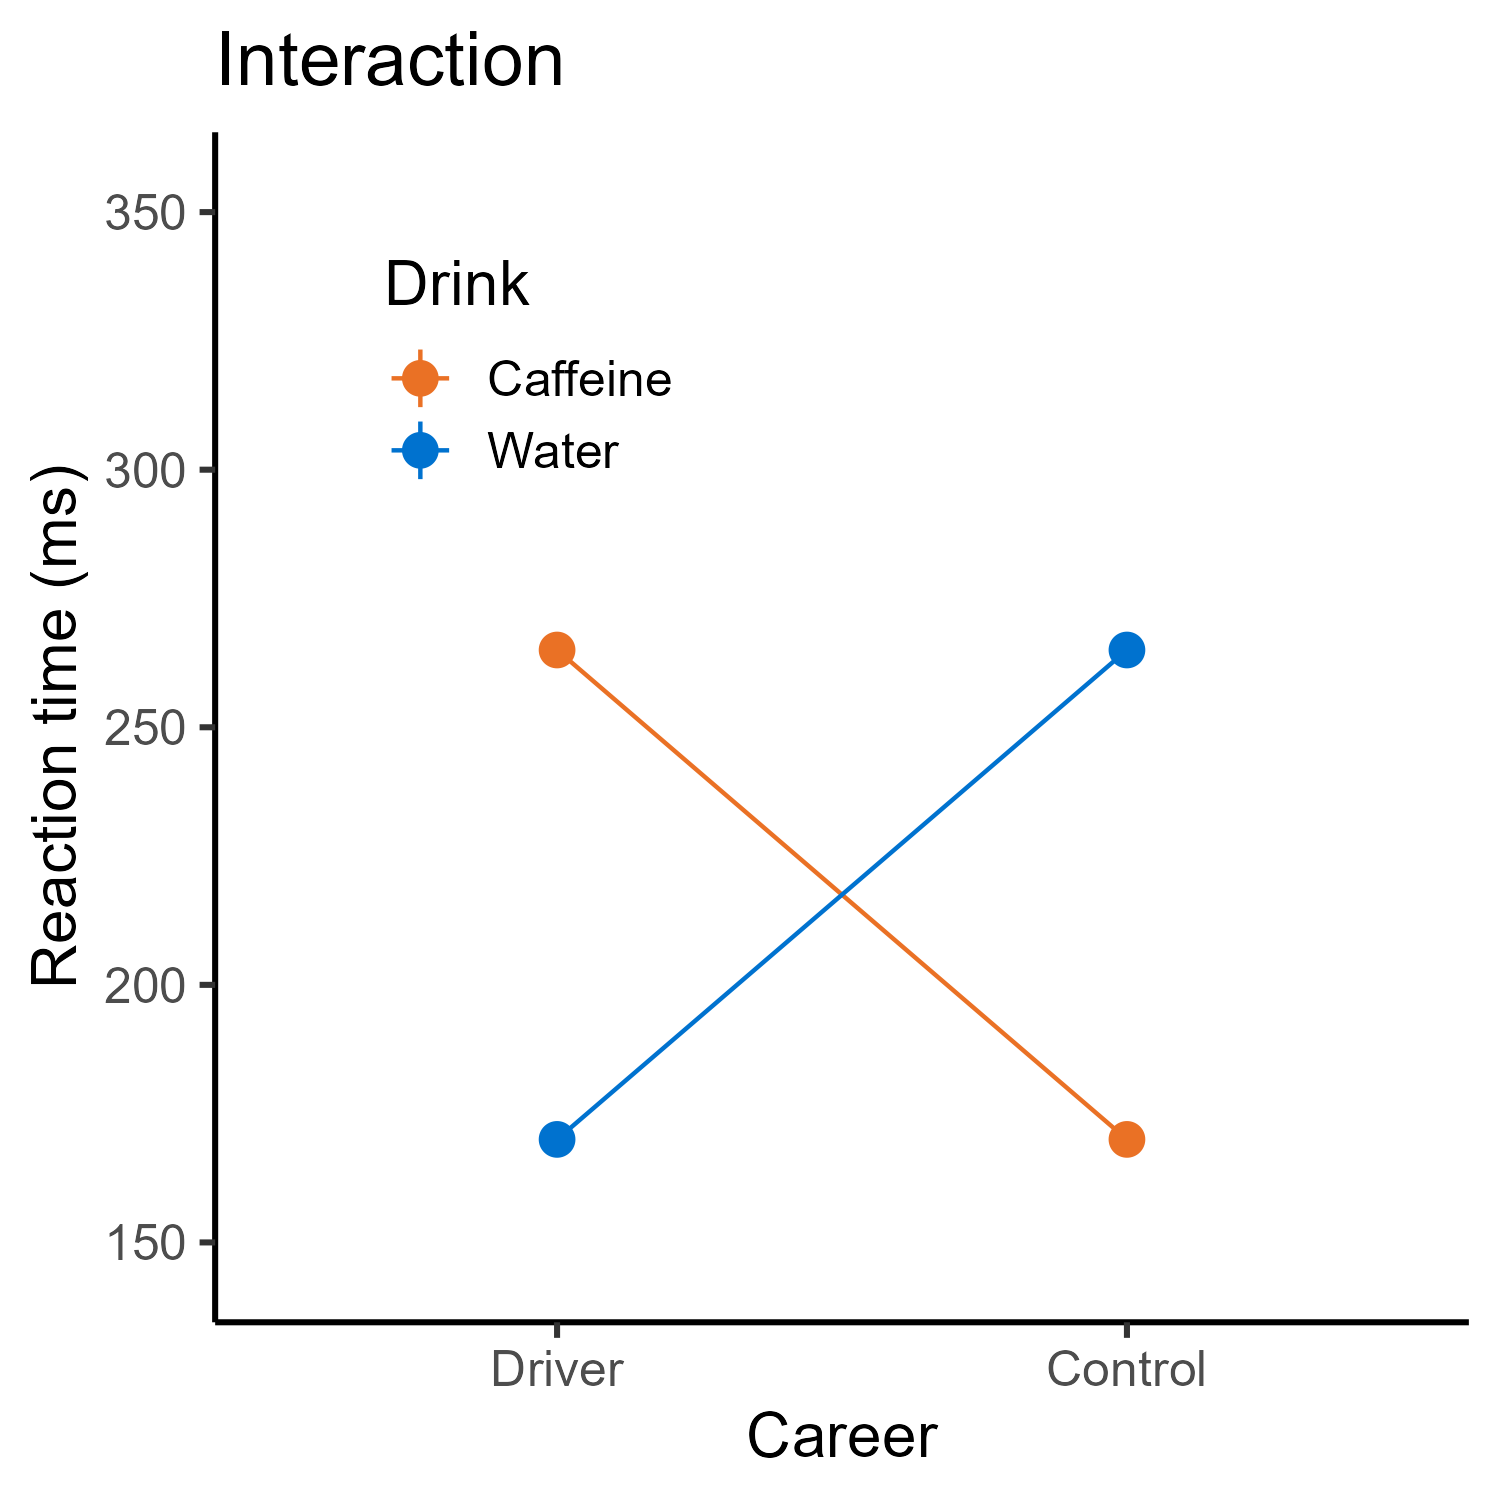 Interaction
Reaction time (ms)
350
300
250
200
150
Drink
Caffeine
Water
Driver
Control
Career